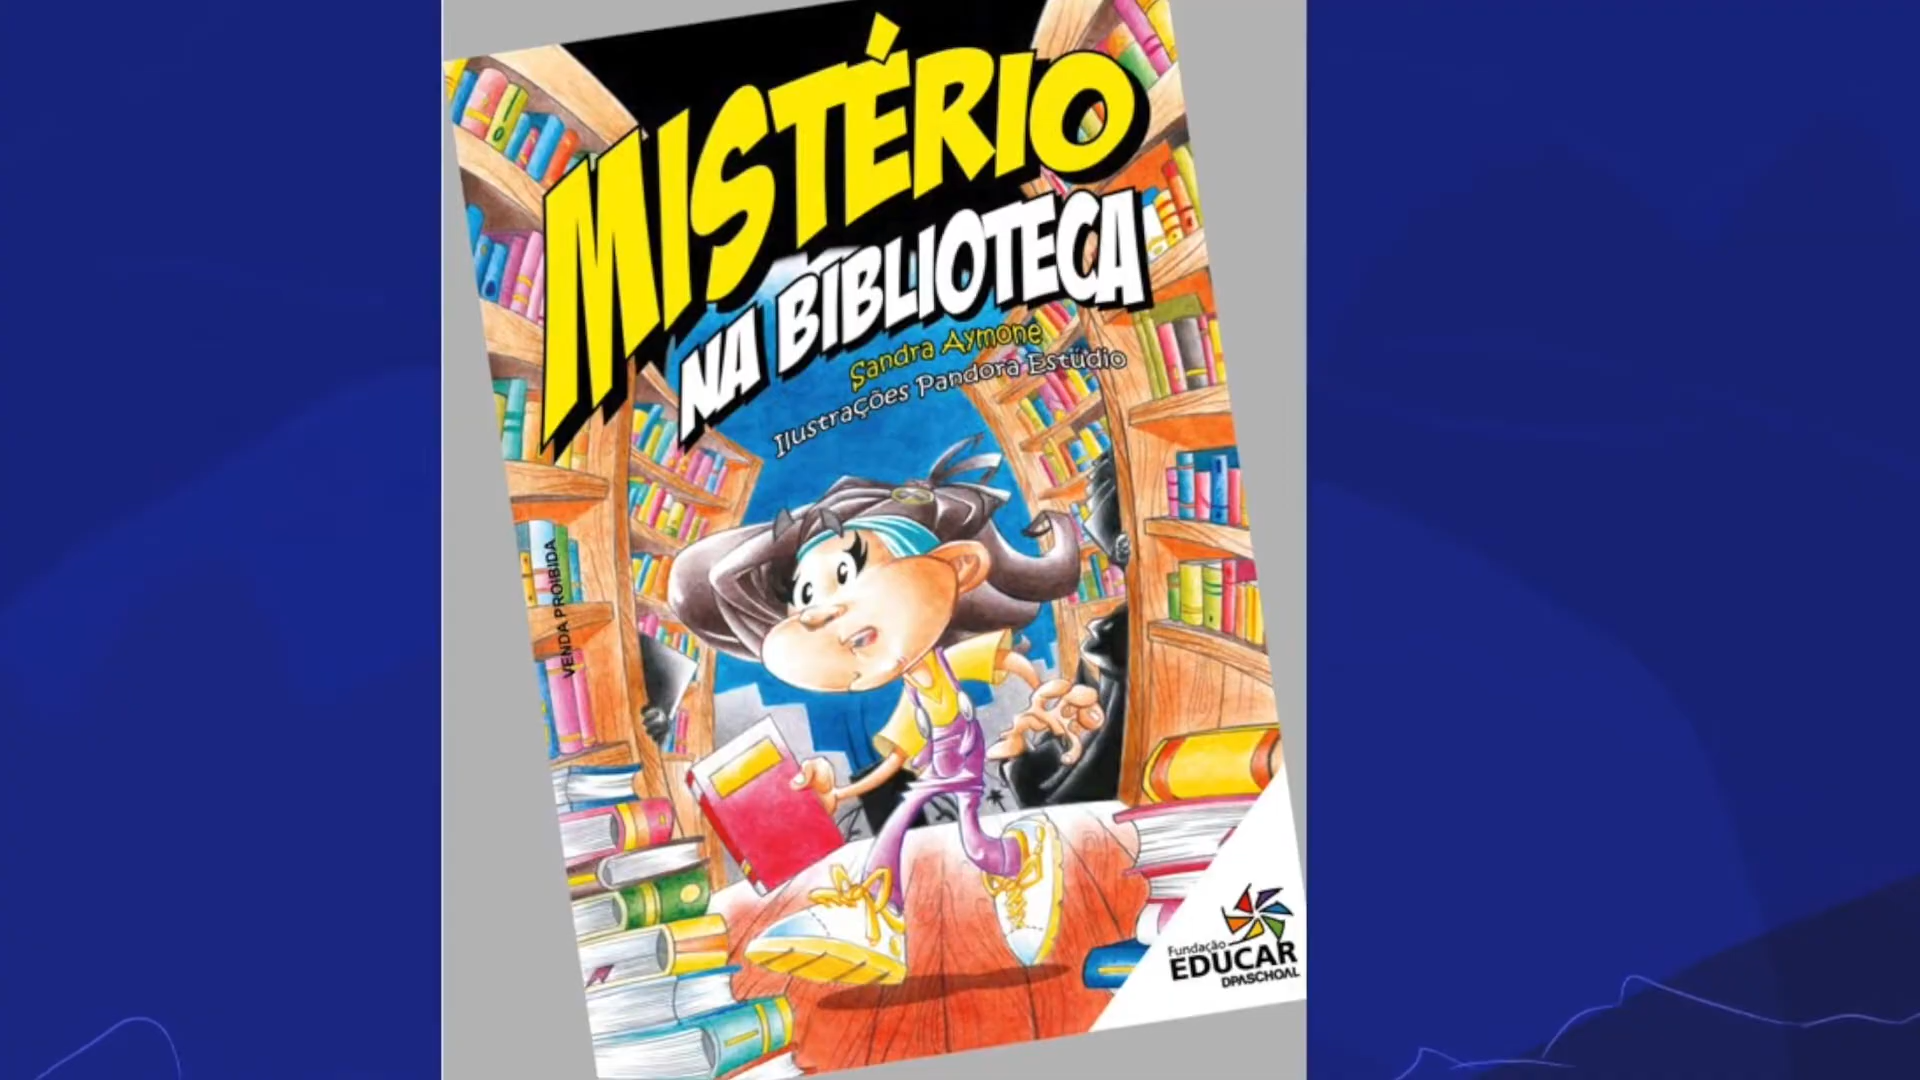 MISTÉRIO
NA BIBLIOTECA
Sandra Aymone
Ilustrações Pandora Estúdio
VENDA PROIBIDA
Fundação
EDUCAR
DPASCHOAL